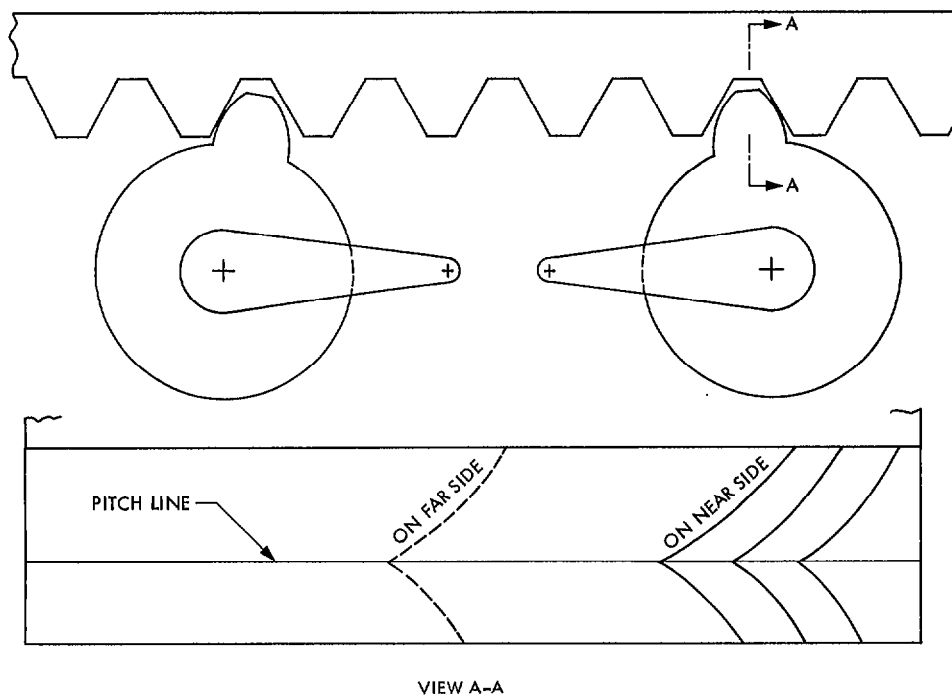 A
A
PITCH LINE
ON FAR SIDE
ON NEAR SIDE
VIEW A-A